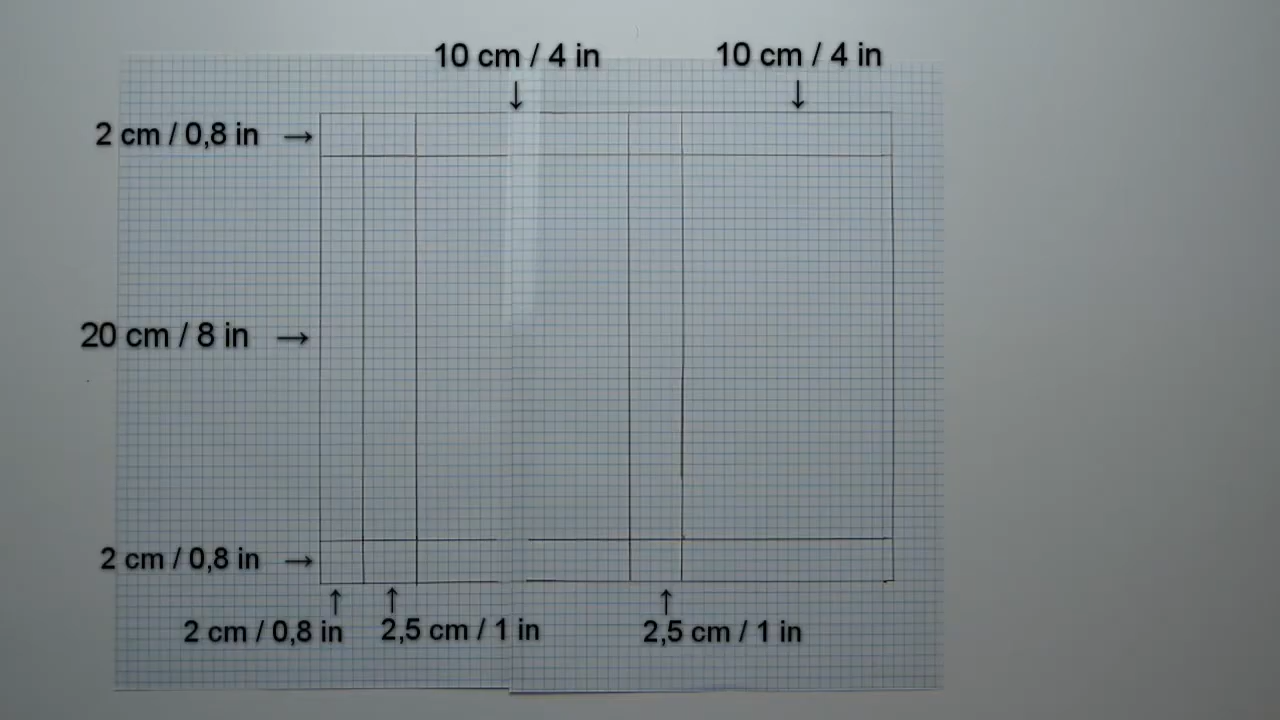 10 cm / 4 in
10 cm / 4 in
2 cm / 0,8 in
20 cm / 8 in
2 cm / 0,8 in
2 cm / 0,8 in
2,5 cm / 1 in
2,5 cm / 1 in